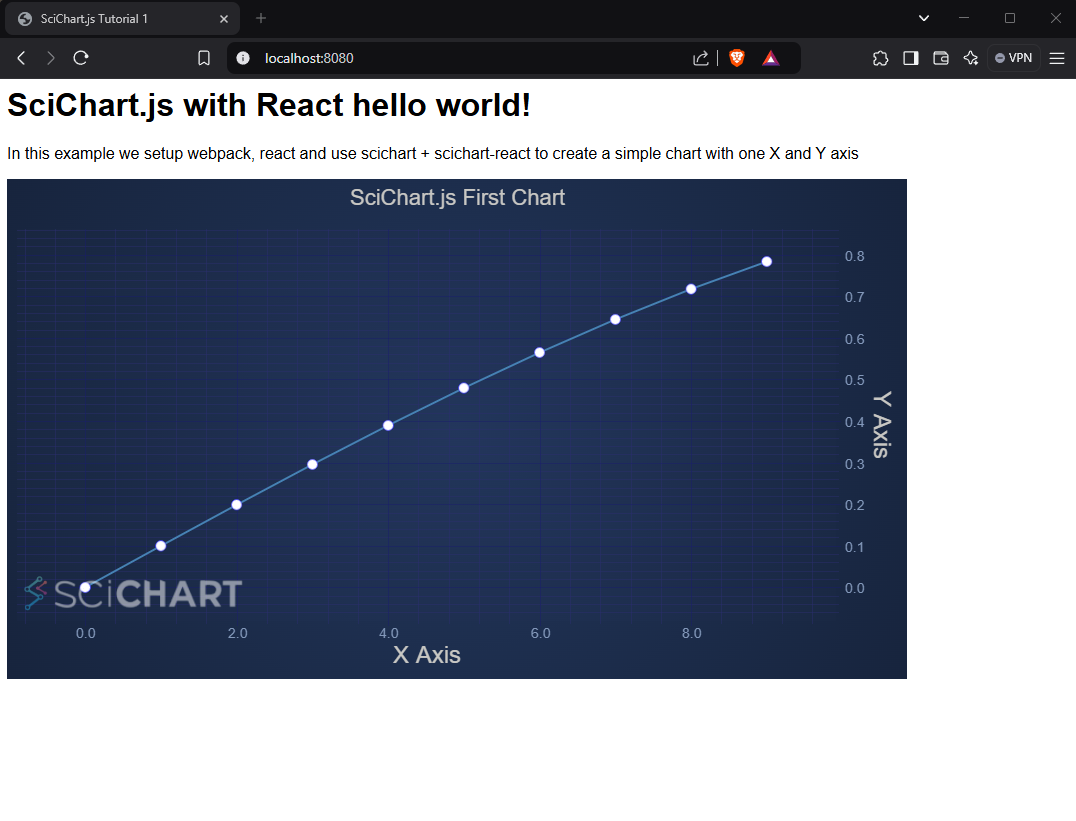 SciChart.js Tutorial 1
localhost:8080
VPN
SciChart.js with React hello world!
In this example we setup webpack, react and use scichart + scichart-react to create a simple chart with one X and Y axis
SciChart.js First Chart
0.8
0.7
0.6
0.5
0.4
0.3
0.2
0.1
0.0
Y Axis
SCiCHART
0.0 2.0 4.0 6.0 8.0
X Axis